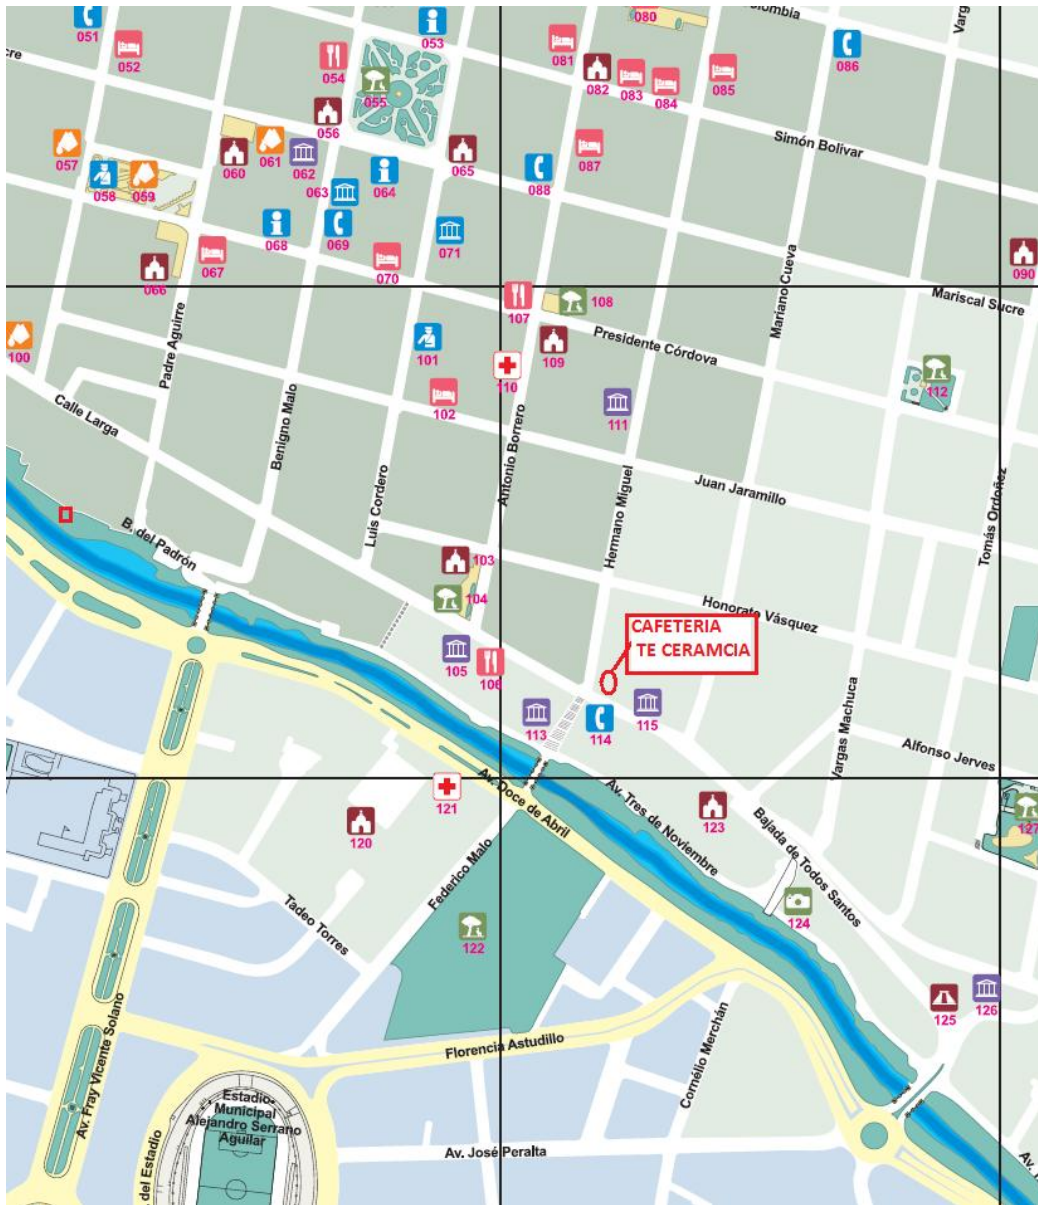 051
052
053
054
055
056
057
058
059
060
061
062
063
064
065
066
067
068
069
070
071
080
081
082
083
084
085
086
087
088
090
Simón Bolívar
Mariscal Sucre
Presidente Córdova
Mariano Cueva
100
101
102
107
108
109
110
111
112
Padre Aguirre
Benigno Malo
Calle Larga
Luis Cordero
Antonio Borrero
Hermano Miguel
Juan Jaramillo
Tomás Ordoñez
B. del Padrón
103
104
Honorato Vásquez
CAFETERIA
TE CERAMCIA
105
106
113
114
115
Vargas Machuca
Alfonso Jerves
Av. Doce de Abril
Av. Tres de Noviembre
Bajada de Todos Santos
120
121
122
123
124
125
126
127
Federico Malo
Tadeo Torres
Av. Fray Vicente Solano
Florencia Astudillo
Cornélio Merchán
Estadio
Municipal
Alejandro Serrano
Aguilar
Av. José Peralta
del Estadio